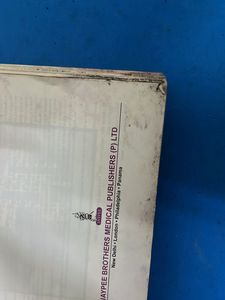 JAYPEE BROTHERS MEDICAL PUBLISHERS (P) LTD
New Delhi • London • Philadelphia • Panama